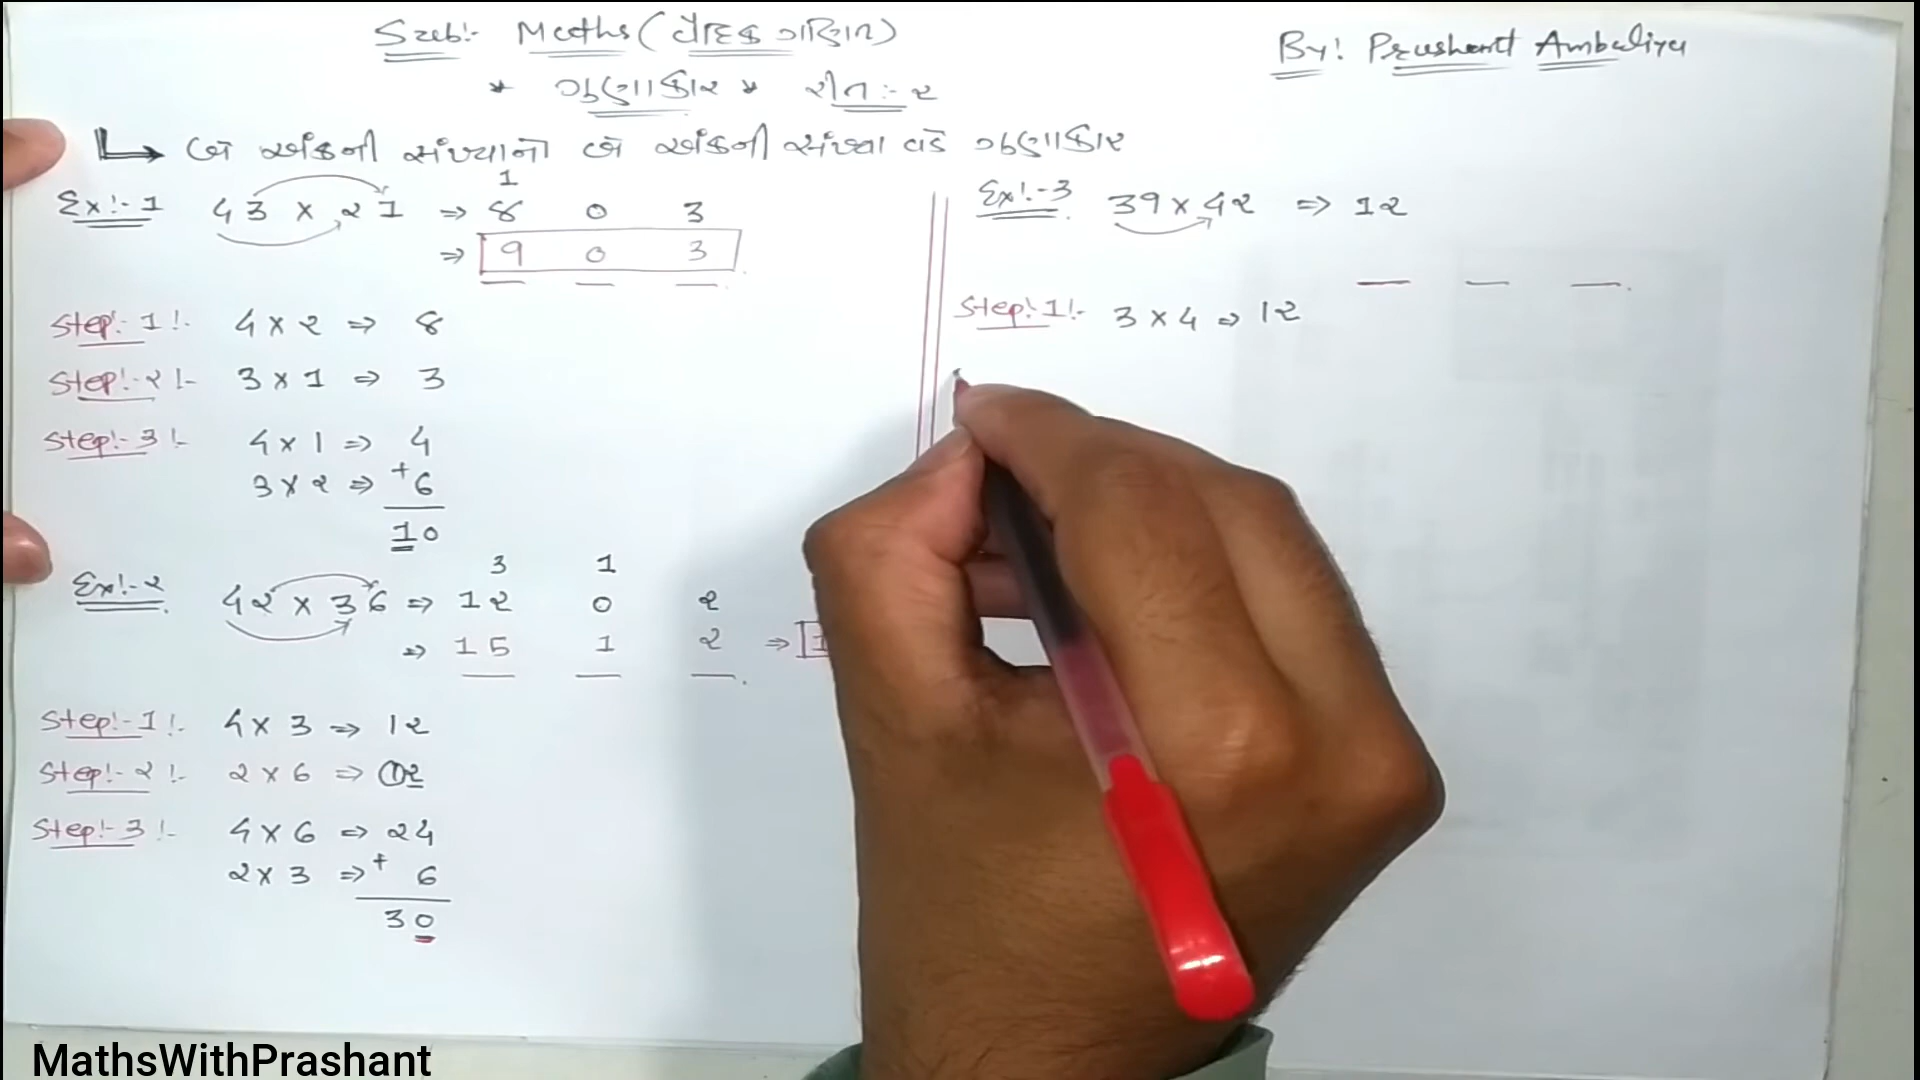 Sub:- Maths (વૈદિક ગણિત)
By: Prashant Ambaliya
* ગુણાકાર * રીત :- ૨
બે અંકની સંખ્યાનો બે અંકની સંખ્યા વડે ગુણાકાર
1
Ex:-1 43 × ૨1 ⇒ 8 0 3
⇒ 9 0 3
Step:-1:- 4 × ૨ ⇒ 8
Step:-૨:- 3 × 1 ⇒ 3
Step:-3:- 4 × 1 ⇒ 4
3 × ૨ ⇒ +6
10
3 1
Ex:-૨ 4૨ × 36 ⇒ 1૨ 0 ૨
⇒ 15 1 ૨ ⇒
Step:-1:- 4 × 3 ⇒ 1૨
Step:-૨:- ૨ × 6 ⇒ 1૨
Step:-3:- 4 × 6 ⇒ ૨4
૨ × 3 ⇒ + 6
30
Ex:-3 39 × 4૨ ⇒ 1૨
Step:1:- 3 × 4 ⇒ 1૨
MathsWithPrashant